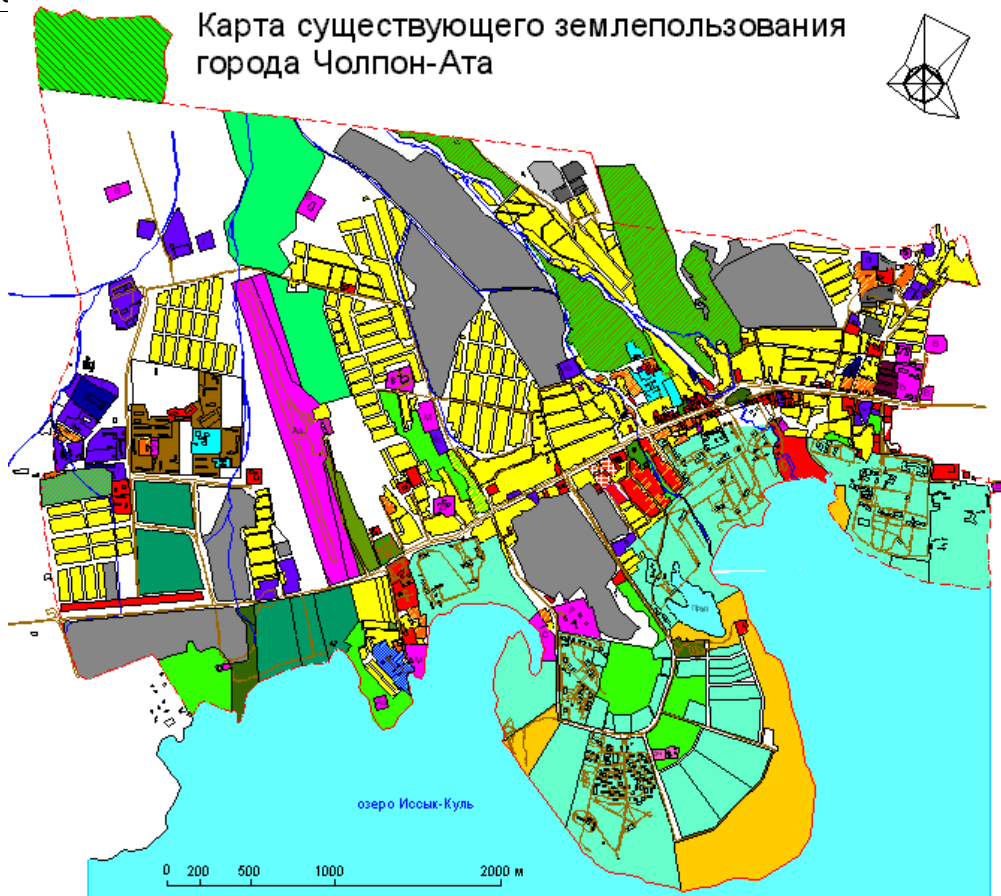 Карта существующего землепользования
города Чолпон-Ата
озеро Иссык-Куль
0 200 500 1000 2000 м